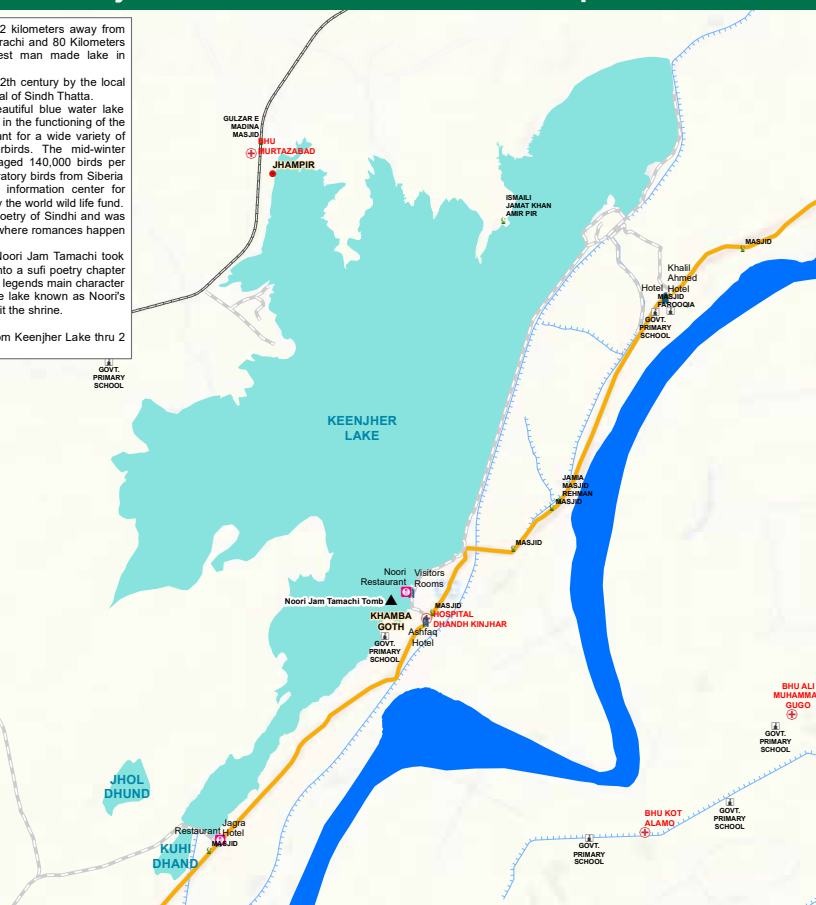 2 kilometers away from
rachi and 80 Kilometers
est man made lake in
2th century by the local
al of Sindh Thatta.
eautiful blue water lake
in the functioning of the
ant for a wide variety of
erbirds. The mid-winter
aged 140,000 birds per
ratory birds from Siberia
information center for
y the world wild life fund.
oetry of Sindhi and was
where romances happen
Noori Jam Tamachi took
nto a sufi poetry chapter
legends main character
e lake known as Noori's
it the shrine.
om Keenjher Lake thru 2
GULZAR E
MADINA
MASJID
BHU
MURTAZABAD
JHAMPIR
ISMAILI
JAMAT KHAN
AMIR PIR
MASJID
Khalil
Ahmed
Hotel
Hotel
MASJID
FAROOQIA
GOVT.
PRIMARY
SCHOOL
GOVT.
PRIMARY
SCHOOL
KEENJHER
LAKE
JAMIA
MASJID
REHMAN
MASJID
MASJID
Noori
Restaurant
Visitors
Rooms
Noori Jam Tamachi Tomb
MASJID
HOSPITAL
DHANDH KINJHAR
KHAMBA
GOTH
Ashfaq
Hotel
GOVT.
PRIMARY
SCHOOL
BHU ALI
MUHAMMA
GUGO
GOVT.
PRIMARY
SCHOOL
JHOL
DHUND
BHU KOT
ALAMO
GOVT.
PRIMARY
SCHOOL
Jagra
Hotel
Restaurant
MASJID
KUHI
DHAND
GOVT.
PRIMARY
SCHOOL